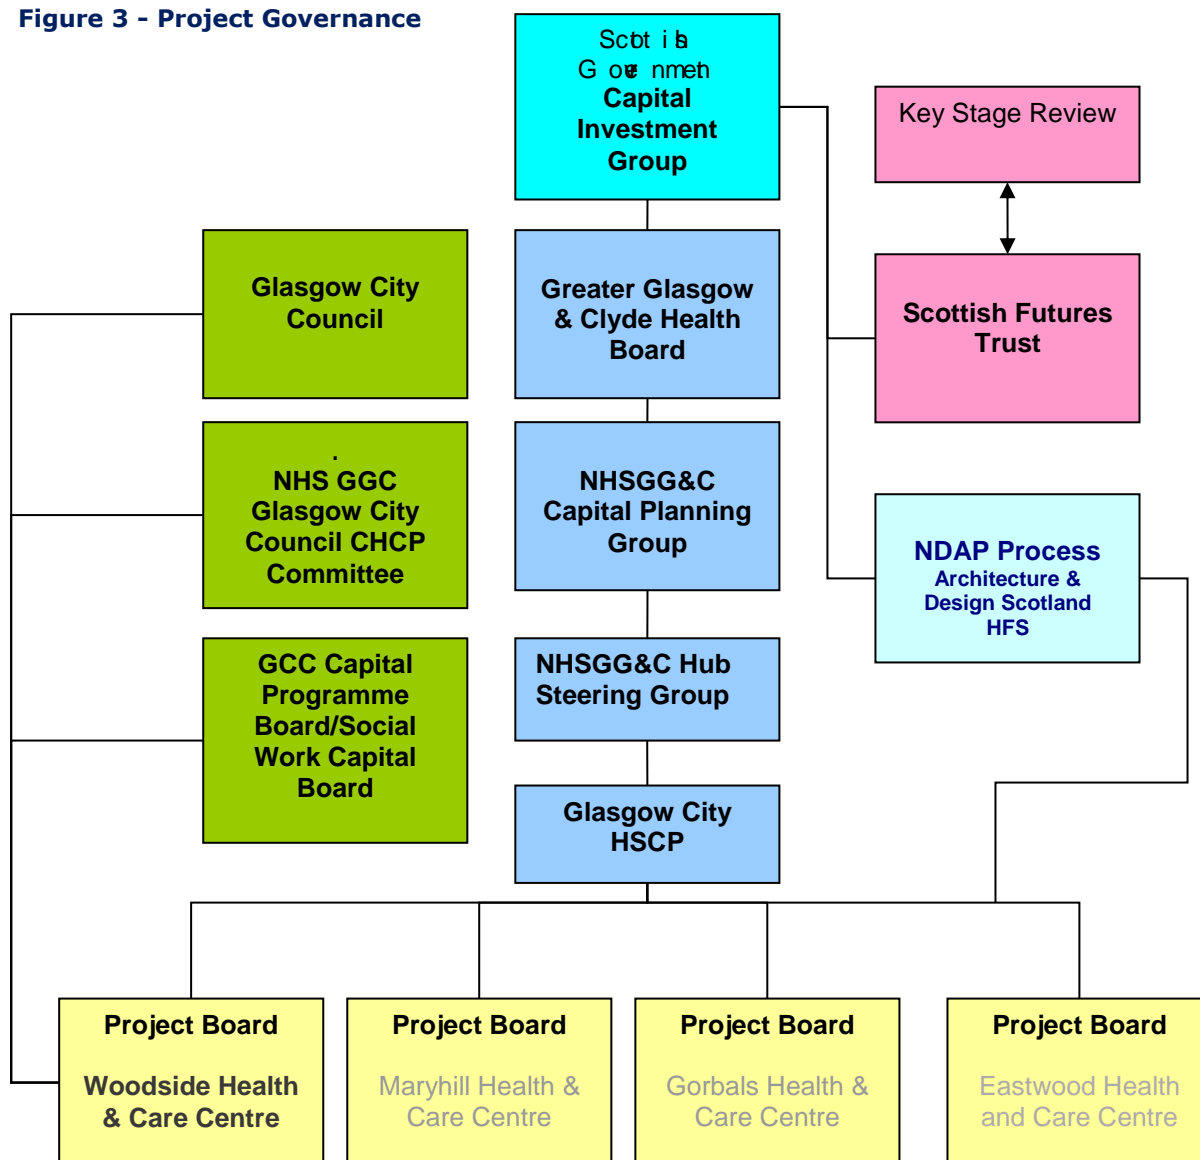 Figure 3 - Project Governance
Scottish
Government
Capital
Investment
Group
Key Stage Review
Glasgow City
Council
Greater Glasgow
& Clyde Health
Board
Scottish Futures
Trust
.
NHS GGC
Glasgow City
Council CHCP
Committee
NHSGG&C
Capital Planning
Group
NDAP Process
Architecture &
Design Scotland
HFS
GCC Capital
Programme
Board/Social
Work Capital
Board
NHSGG&C Hub
Steering Group
Glasgow City
HSCP
Project Board
Woodside Health
& Care Centre
Project Board
Maryhill Health &
Care Centre
Project Board
Gorbals Health &
Care Centre
Project Board
Eastwood Health
and Care Centre